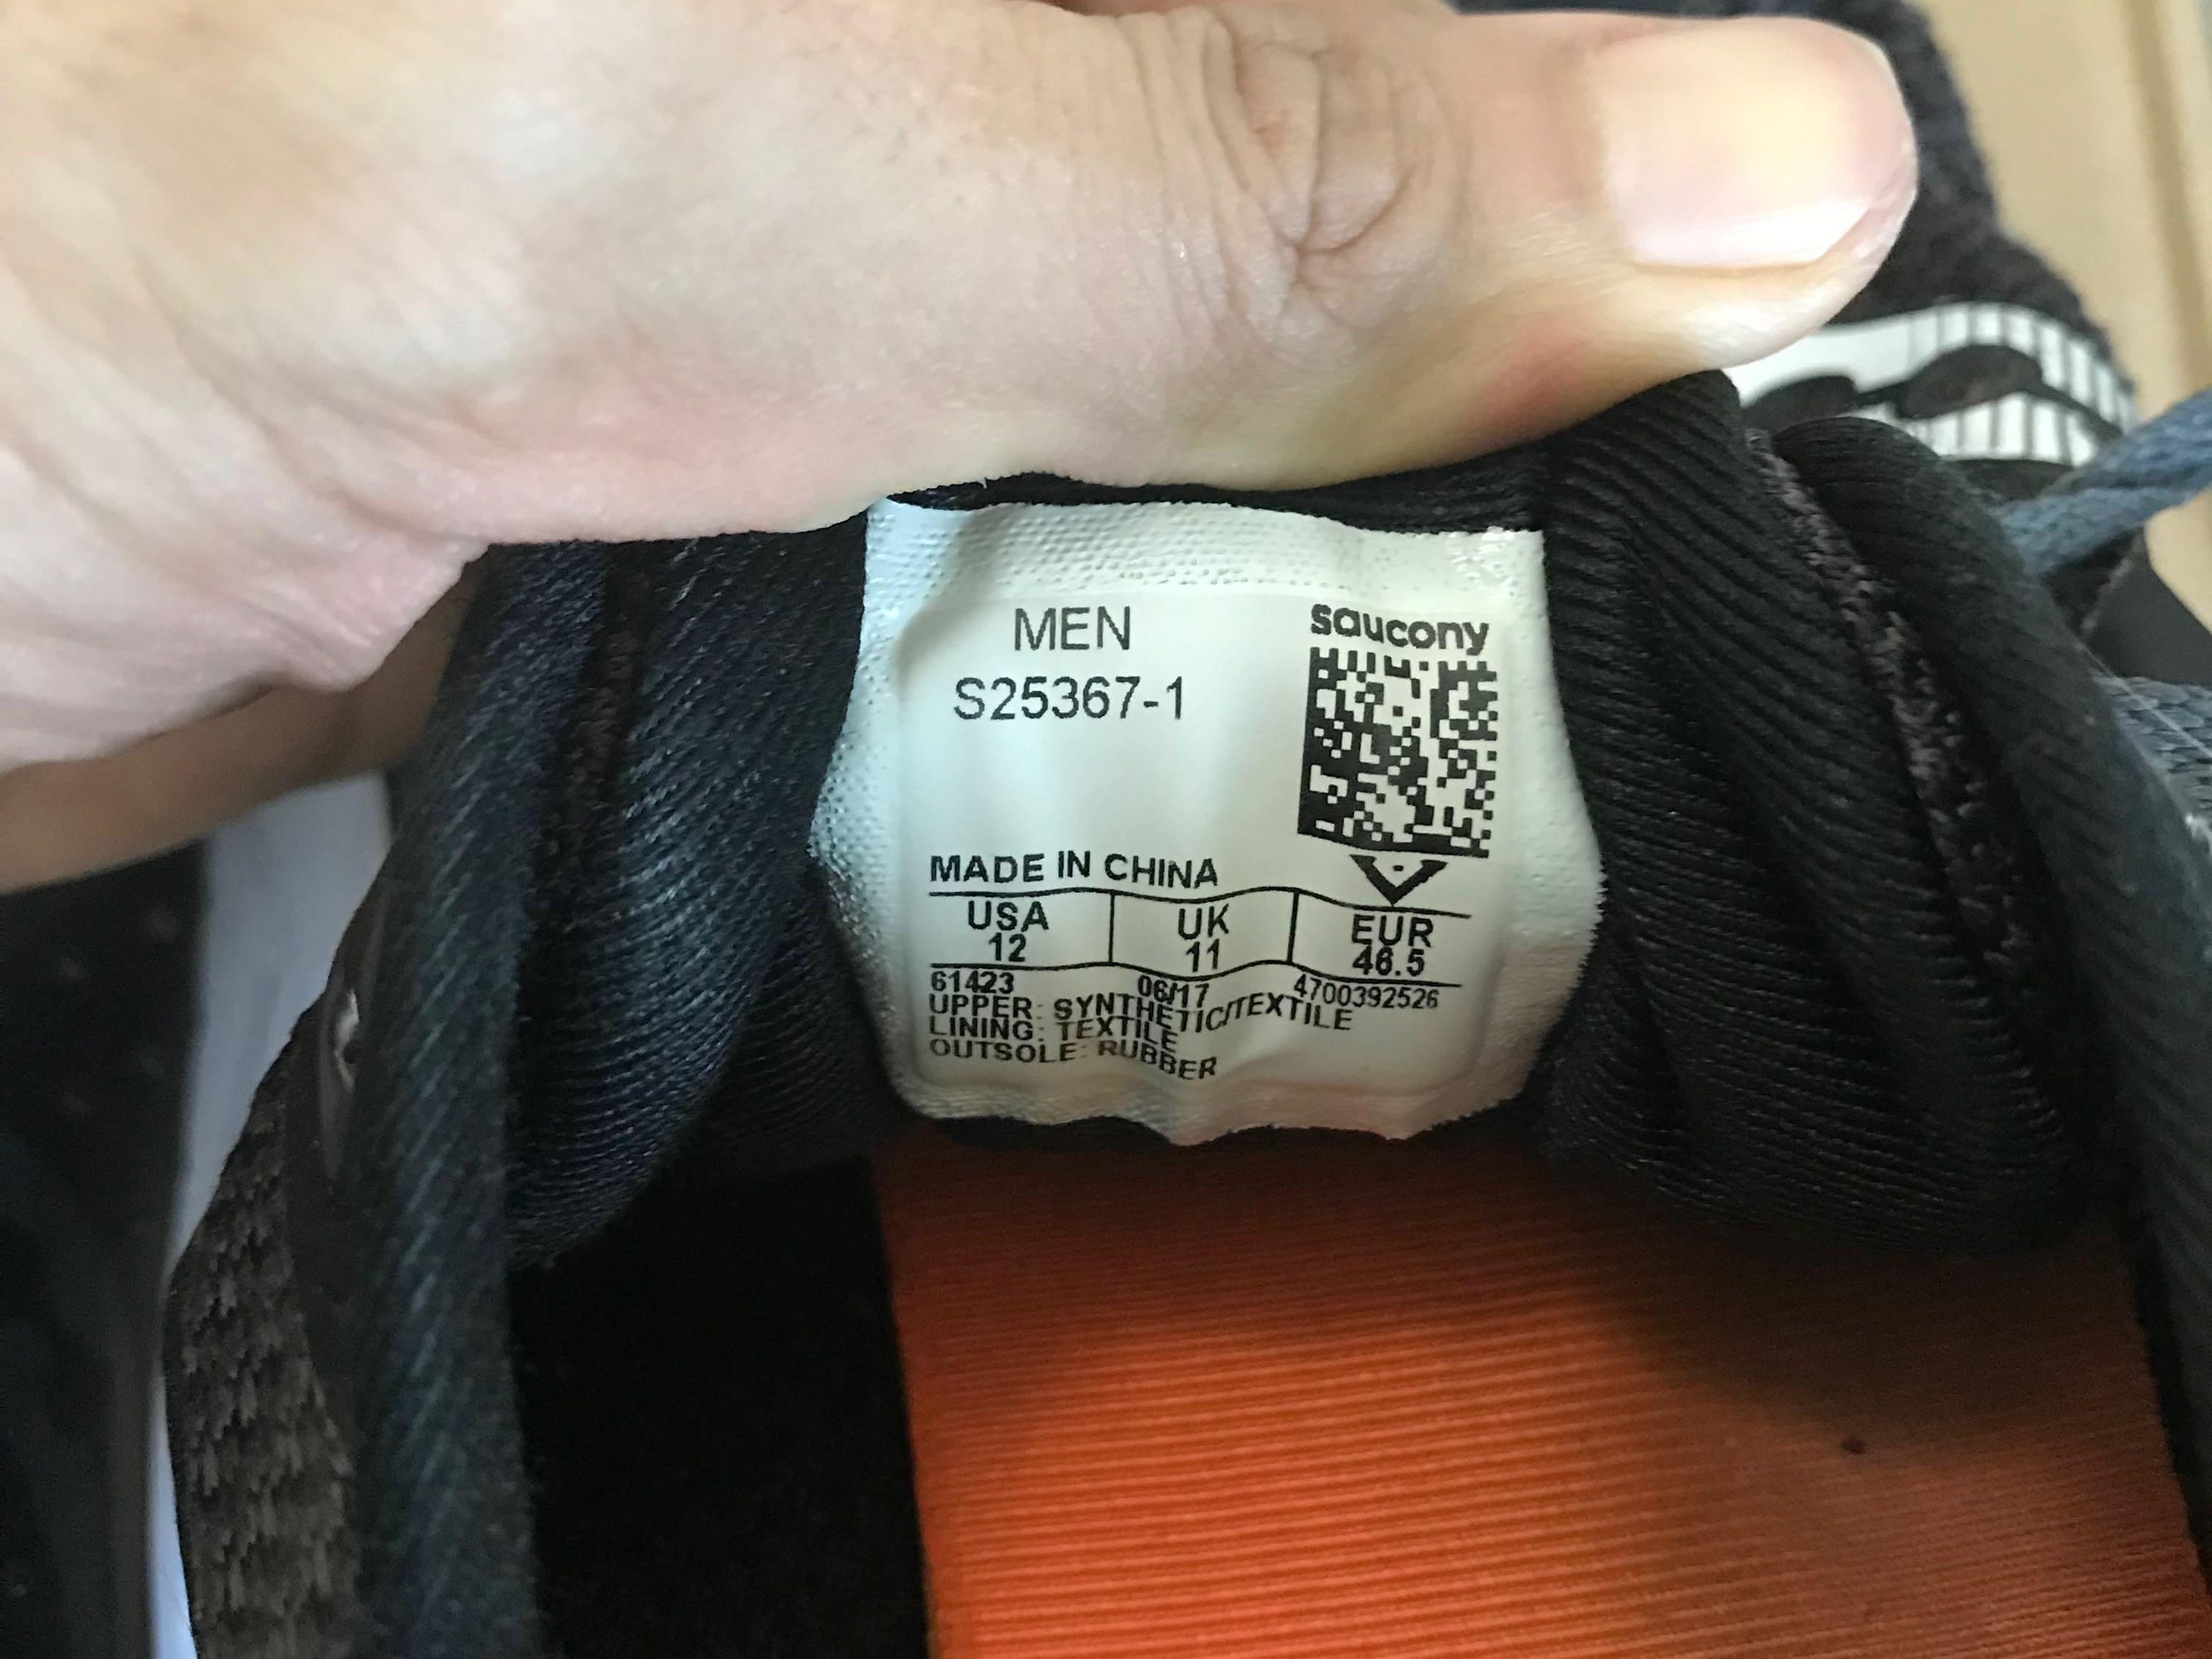 MEN
S25367-1
saucony
MADE IN CHINA
USA UK EUR
12 11 46.5
61423 06/17 4700392526
UPPER: SYNTHETIC/TEXTILE
LINING: TEXTILE
OUTSOLE: RUBBER